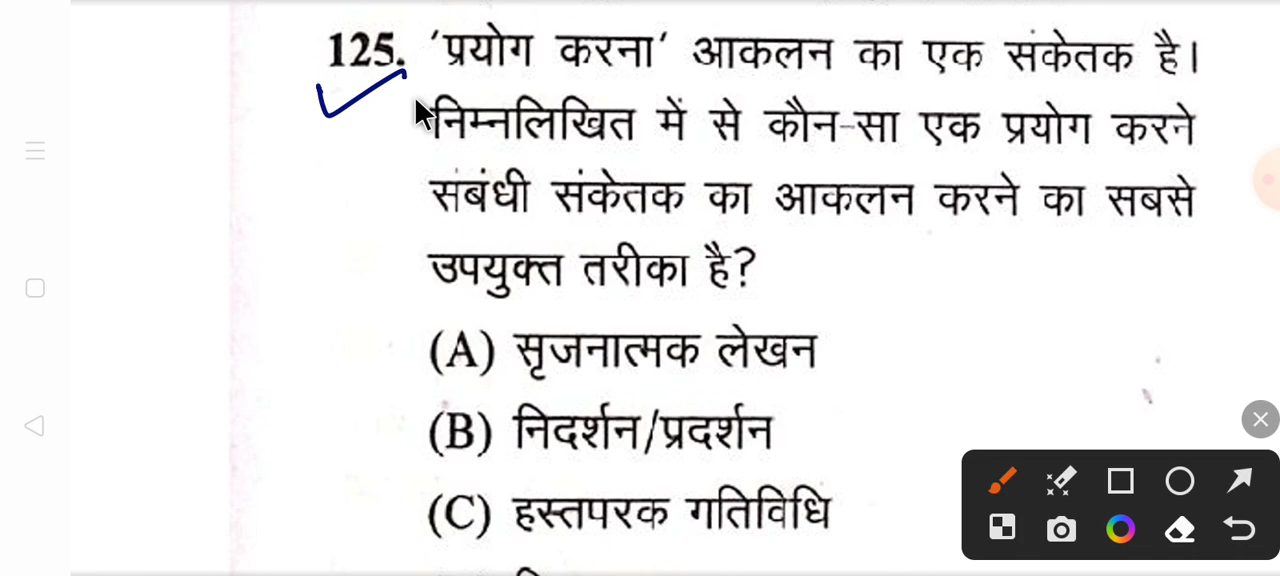 125. 'प्रयोग करना' आकलन का एक संकेतक है।
निम्नलिखित में से कौन-सा एक प्रयोग करने
संबंधी संकेतक का आकलन करने का सबसे
उपयुक्त तरीका है?
(A) सृजनात्मक लेखन
(B) निदर्शन/प्रदर्शन
(C) हस्तपरक गतिविधि